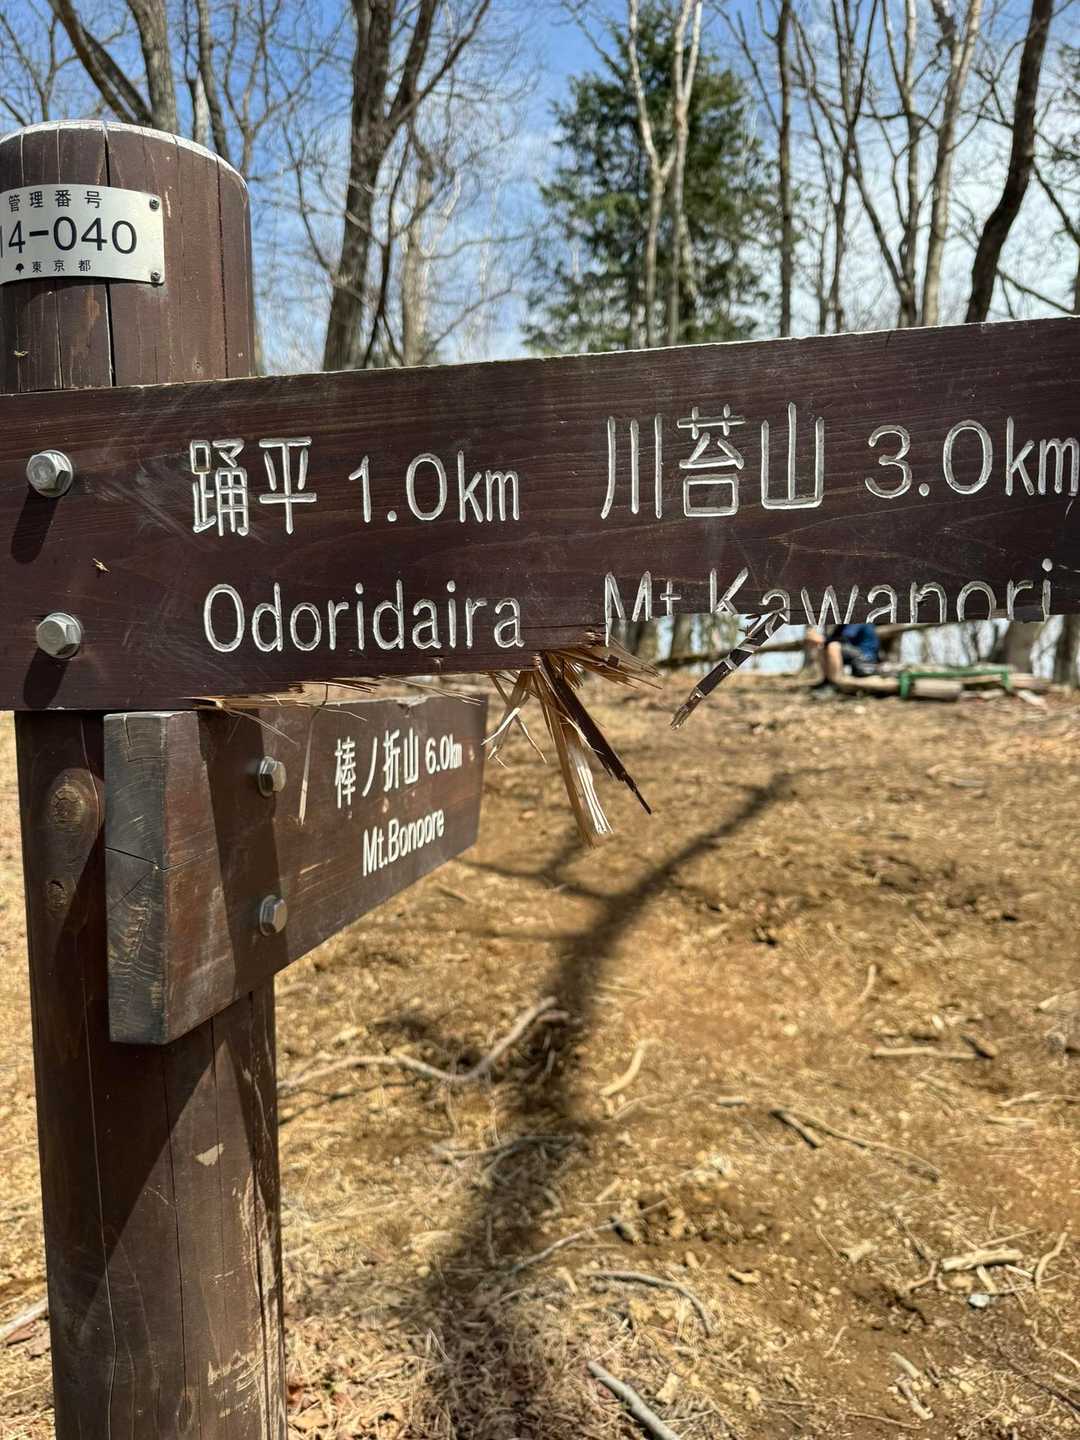 管理番号
14-040
東京都
踊平 1.0km 川苔山 3.0km
Odoridaira Mt.Kawanori
棒ノ折山 6.0km
Mt.Bonoore